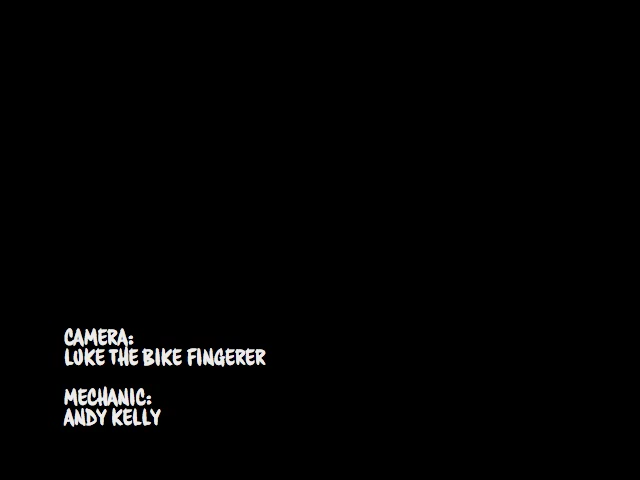 CAMERA:
LUKE THE BIKE FINGERER
MECHANIC:
ANDY KELLY